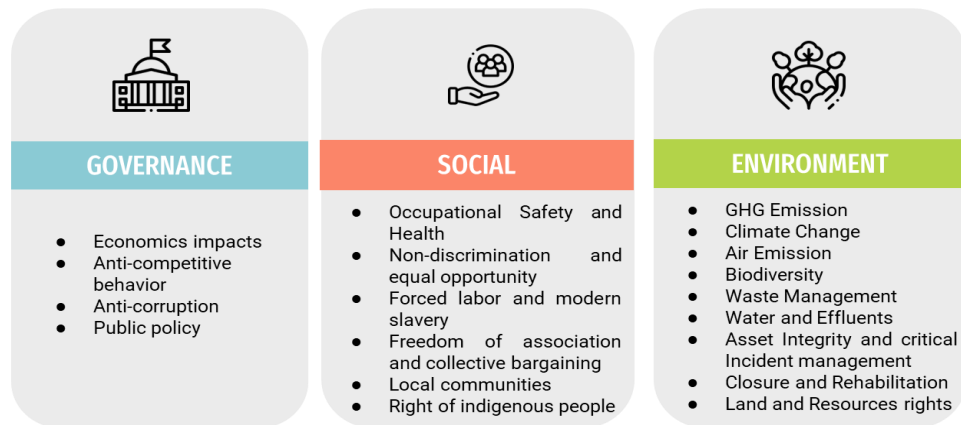 GOVERNANCE
● Economics impacts
● Anti-competitive
behavior
● Anti-corruption
● Public policy
SOCIAL
● Occupational Safety and
Health
● Non-discrimination and
equal opportunity
● Forced labor and modern
slavery
● Freedom of association
and collective bargaining
● Local communities
● Right of indigenous people
ENVIRONMENT
● GHG Emission
● Climate Change
● Air Emission
● Biodiversity
● Waste Management
● Water and Effluents
● Asset Integrity and critical
Incident management
● Closure and Rehabilitation
● Land and Resources rights